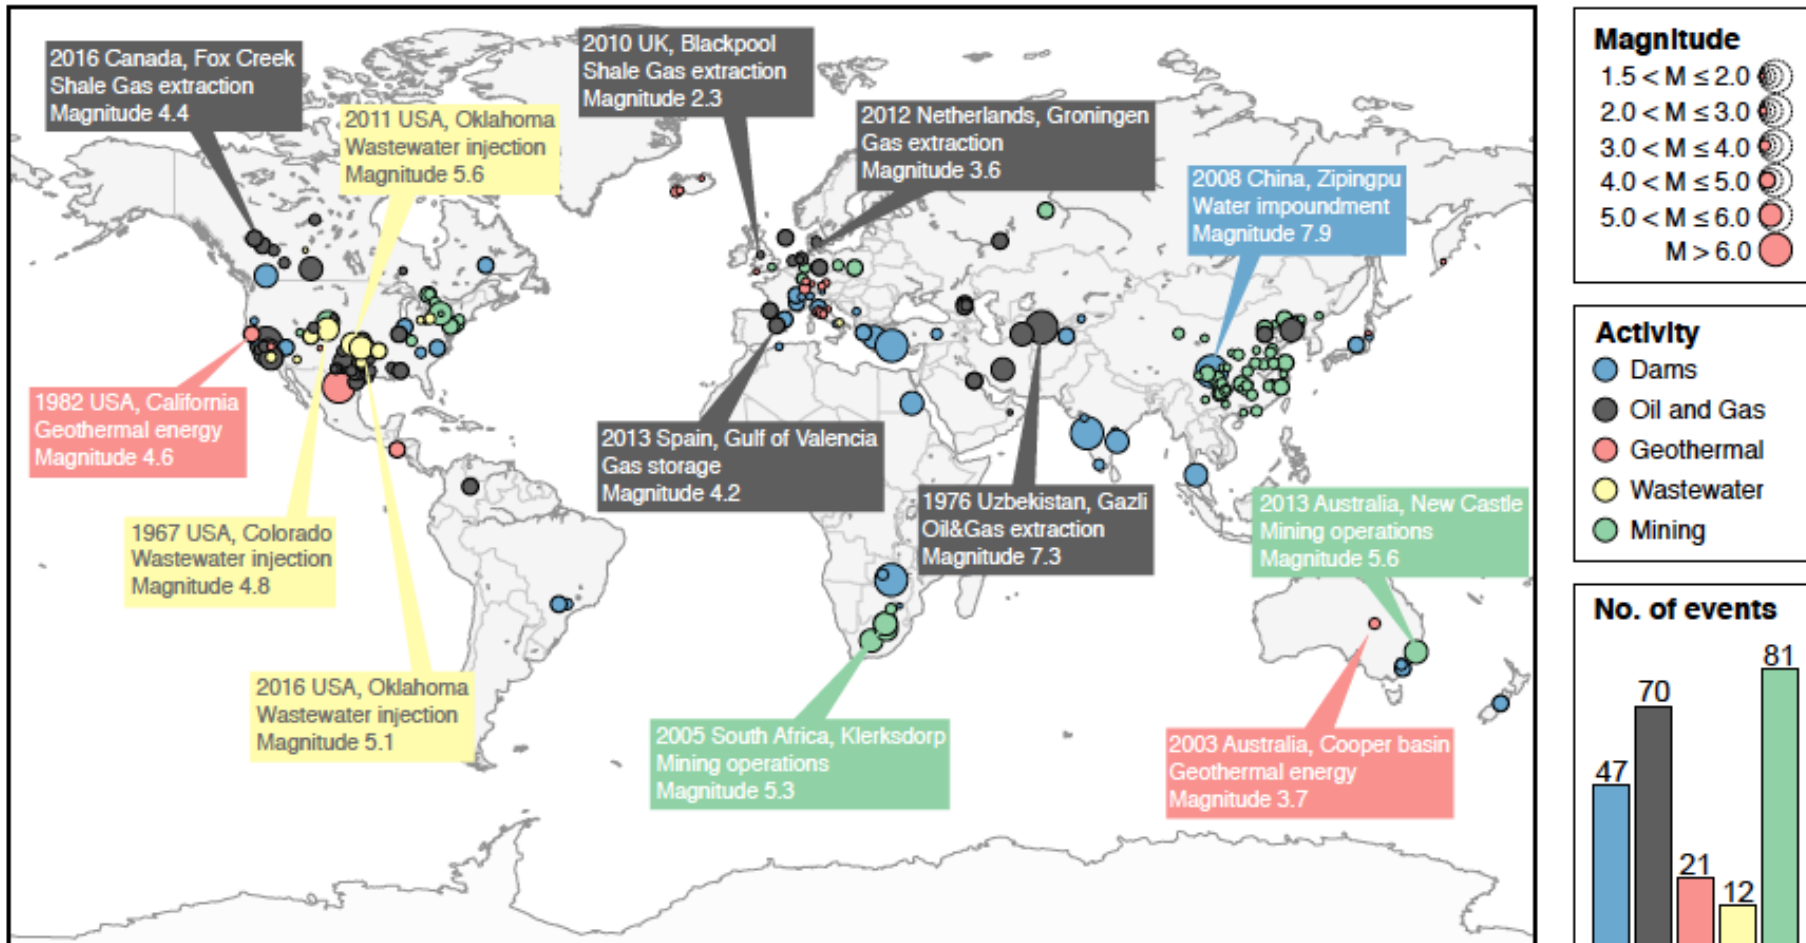 2016 Canada, Fox Creek
Shale Gas extraction
Magnitude 4.4
2011 USA, Oklahoma
Wastewater injection
Magnitude 5.6
2010 UK, Blackpool
Shale Gas extraction
Magnitude 2.3
2012 Netherlands, Groningen
Gas extraction
Magnitude 3.6
2008 China, Zipingpu
Water impoundment
Magnitude 7.9
1982 USA, California
Geothermal energy
Magnitude 4.6
1967 USA, Colorado
Wastewater injection
Magnitude 4.8
2016 USA, Oklahoma
Wastewater injection
Magnitude 5.1
2013 Spain, Gulf of Valencia
Gas storage
Magnitude 4.2
1976 Uzbekistan, Gazli
Oil&Gas extraction
Magnitude 7.3
2013 Australia, New Castle
Mining operations
Magnitude 5.6
2005 South Africa, Klerksdorp
Mining operations
Magnitude 5.3
2003 Australia, Cooper basin
Geothermal energy
Magnitude 3.7
Magnitude
1.5 < M ≤ 2.0
2.0 < M ≤ 3.0
3.0 < M ≤ 4.0
4.0 < M ≤ 5.0
5.0 < M ≤ 6.0
M > 6.0
Activity
Dams
Oil and Gas
Geothermal
Wastewater
Mining
No. of events
47
70
21
12
81